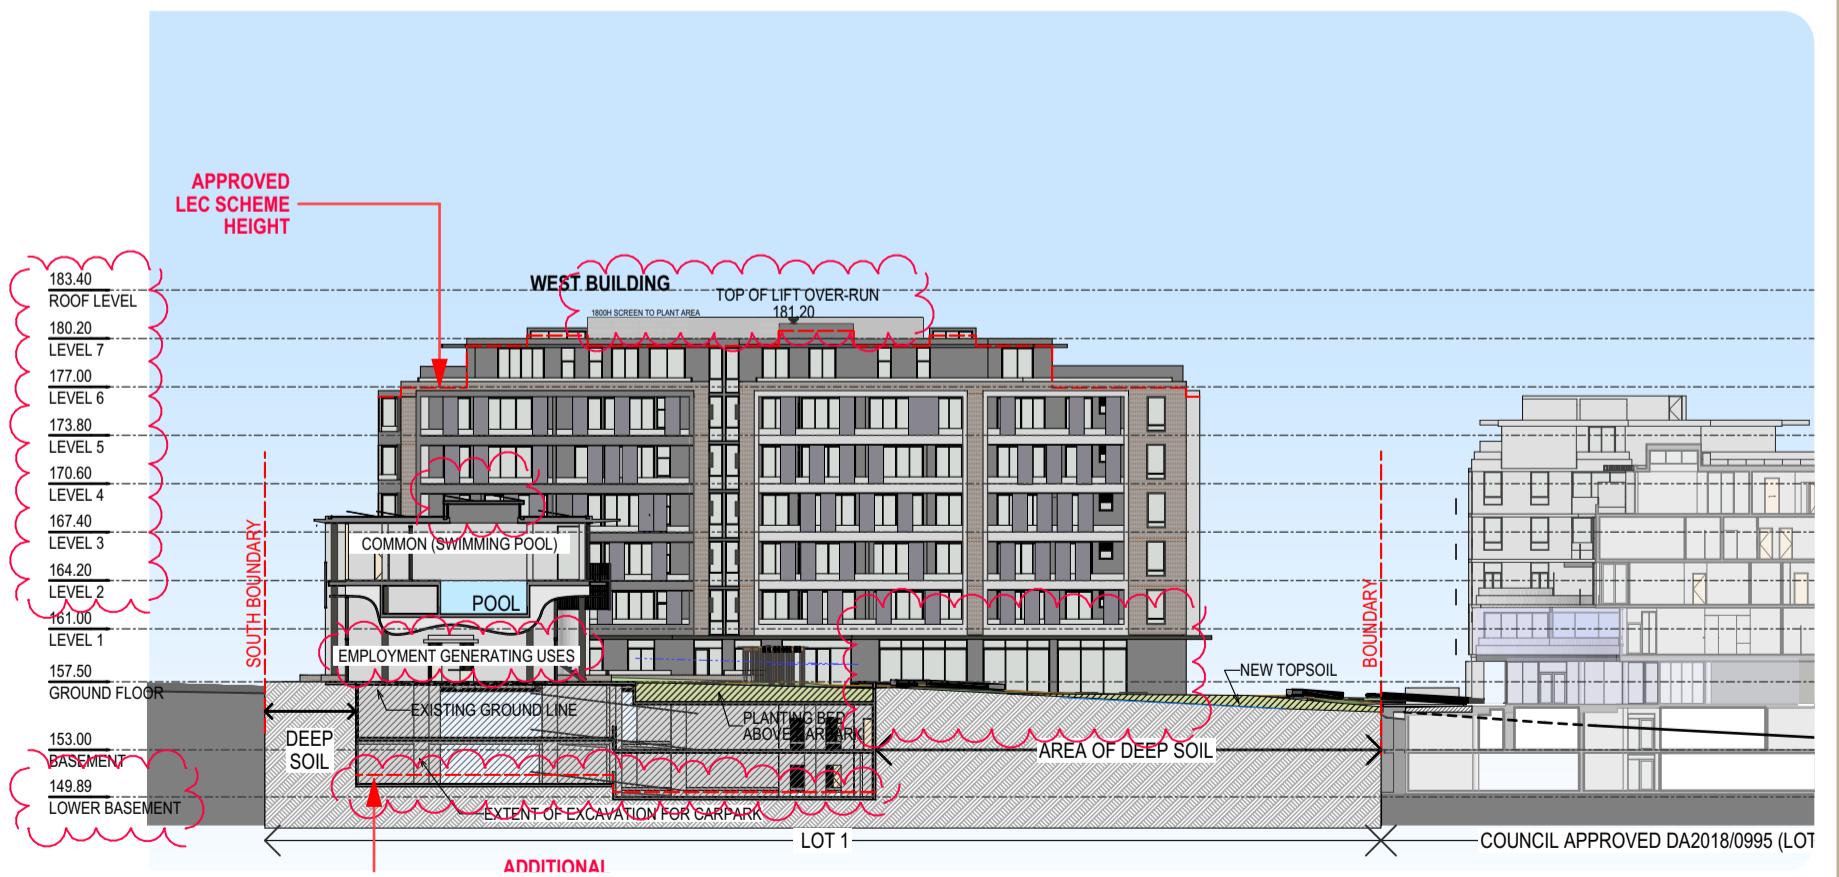 APPROVED
LEC SCHEME
HEIGHT
183.40
ROOF LEVEL
180.20
LEVEL 7
177.00
LEVEL 6
173.80
LEVEL 5
170.60
LEVEL 4
167.40
LEVEL 3
164.20
LEVEL 2
161.00
LEVEL 1
157.50
GROUND FLOOR
153.00
BASEMENT
149.89
LOWER BASEMENT
WEST BUILDING
TOP OF LIFT OVER-RUN
181.20
1800H SCREEN TO PLANT AREA
SOUTH BOUNDARY
COMMON (SWIMMING POOL)
POOL
EMPLOYMENT GENERATING USES
EXISTING GROUND LINE
DEEP
SOIL
PLANTING BED
ABOVE CARPARK
NEW TOPSOIL
BOUNDARY
AREA OF DEEP SOIL
EXTENT OF EXCAVATION FOR CARPARK
LOT 1
COUNCIL APPROVED DA2018/0995 (LOT
ADDITIONAL